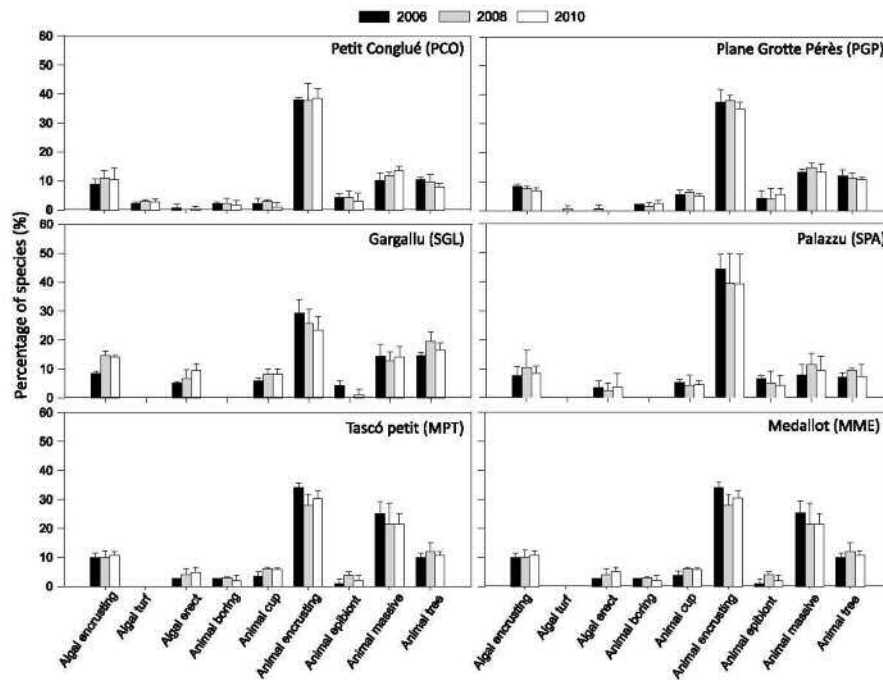 2006 2008 2010
Percentage of species (%)
60 Petit Conglué (PCO) Plane Grotte Pérès (PGP)
50
40
30
20
10
0
Gargallu (SGL) Palazzu (SPA)
50
40
30
20
10
0
60 Tascó petit (MPT) Medallot (MME)
50
40
30
20
10
0
Algal encrusting Algal turf Algal erect Animal boring Animal cup Animal encrusting Animal epibiont Animal massive Animal tree
Algal encrusting Algal turf Algal erect Animal boring Animal cup Animal encrusting Animal epibiont Animal massive Animal tree